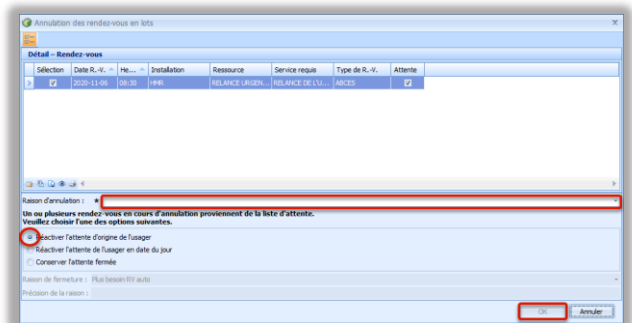 Annulation des rendez-vous en lots
Détail – Rendez-vous
Sélection Date R.-V. He... Installation Ressource Service requis Type de R.-V. Attente
2020-11-06 08:30 HMR RELANCE URGEN... RELANCE DE L'U... ABCES
Raison d'annulation : ★
Un ou plusieurs rendez-vous en cours d'annulation proviennent de la liste d'attente.
Veuillez choisir l'une des options suivantes.
Réactiver l'attente d'origine de l'usager
Réactiver l'attente de l'usager en date du jour
Conserver l'attente fermée
Raison de fermeture : Plus besoin RV auto
Précision de la raison :
OK Annuler